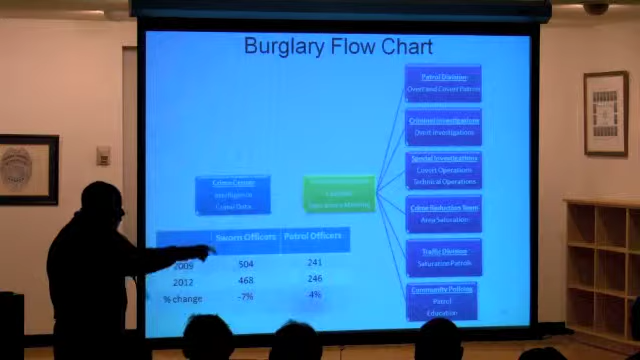 Burglary Flow Chart
Patrol Division
Overt and Covert Patrols
Criminal Investigations
Overt Investigations
Special Investigations
Covert Operations
Technical Operations
Crime Reduction Team
Area Saturation
Traffic Division
Saturation Patrols
Community Policing
Patrol
Education
Intelligence
Crime Data
Sworn Officers Patrol Officers
2009 504 241
2012 468 246
% change -7% 4%